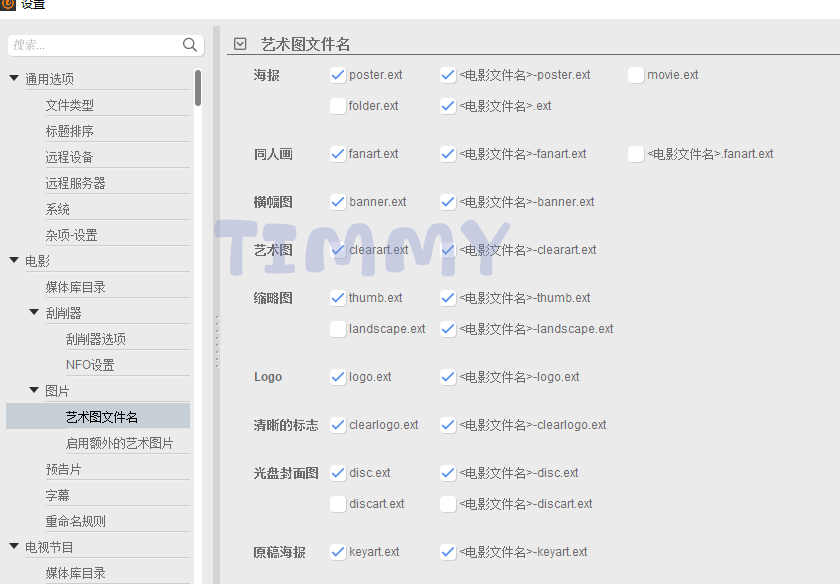 设置
搜索...
通用选项
文件类型
标题排序
远程设备
远程服务器
系统
杂项-设置
电影
媒体库目录
刮削器
刮削器选项
NFO设置
图片
艺术图文件名
启用额外的艺术图片
预告片
字幕
重命名规则
电视节目
媒体库目录
艺术图文件名
海报 poster.ext <电影文件名>-poster.ext movie.ext
folder.ext <电影文件名>.ext
同人画 fanart.ext <电影文件名>-fanart.ext <电影文件名>.fanart.ext
横幅图 banner.ext <电影文件名>-banner.ext
TIMMY
艺术图 clearart.ext <电影文件名>-clearart.ext
缩略图 thumb.ext <电影文件名>-thumb.ext
landscape.ext <电影文件名>-landscape.ext
Logo logo.ext <电影文件名>-logo.ext
清晰的标志 clearlogo.ext <电影文件名>-clearlogo.ext
光盘封面图 disc.ext <电影文件名>-disc.ext
discart.ext <电影文件名>-discart.ext
原稿海报 keyart.ext <电影文件名>-keyart.ext